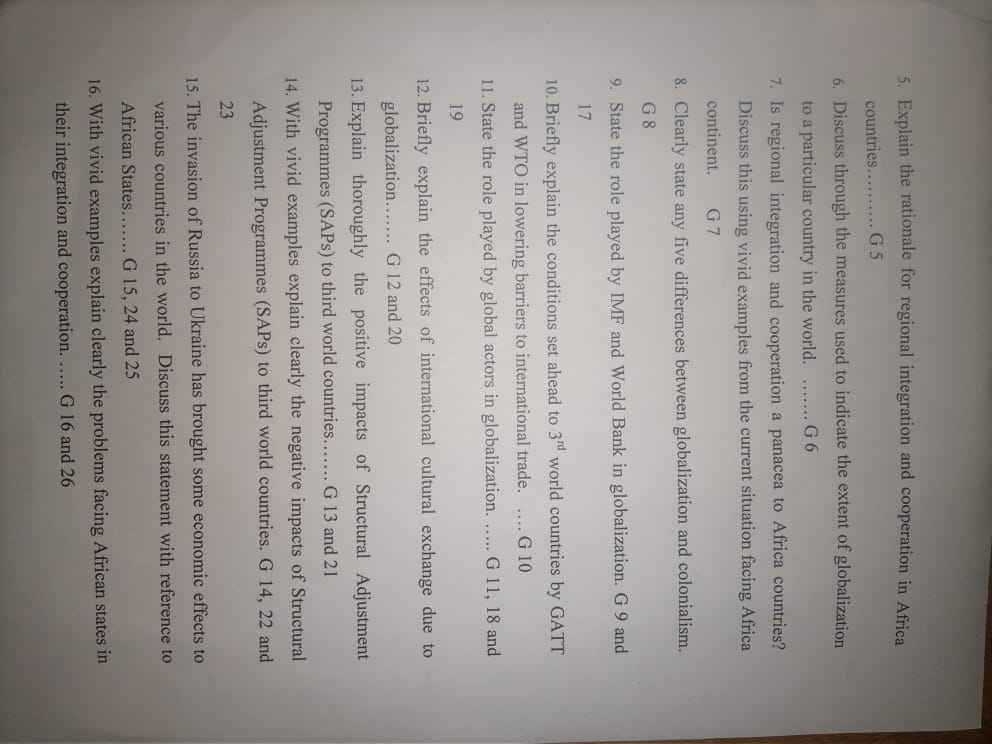 5. Explain the rationale for regional integration and cooperation in Africa
countries.......... G 5
6. Discuss through the measures used to indicate the extent of globalization
to a particular country in the world. ....... G 6
7. Is regional integration and cooperation a panacea to Africa countries?
Discuss this using vivid examples from the current situation facing Africa
continent. G 7
8. Clearly state any five differences between globalization and colonialism.
G 8
9. State the role played by IMF and World Bank in globalization. G 9 and
17
10. Briefly explain the conditions set ahead to 3rd world countries by GATT
and WTO in lowering barriers to international trade. .... G 10
11. State the role played by global actors in globalization. ..... G 11, 18 and
19
12. Briefly explain the effects of international cultural exchange due to
globalization...... G 12 and 20
13. Explain thoroughly the positive impacts of Structural Adjustment
Programmes (SAPs) to third world countries....... G 13 and 21
14. With vivid examples explain clearly the negative impacts of Structural
Adjustment Programmes (SAPs) to third world countries. G 14, 22 and
23
15. The invasion of Russia to Ukraine has brought some economic effects to
various countries in the world. Discuss this statement with reference to
African States....... G 15, 24 and 25
16. With vivid examples explain clearly the problems facing African states in
their integration and cooperation. ..... G 16 and 26